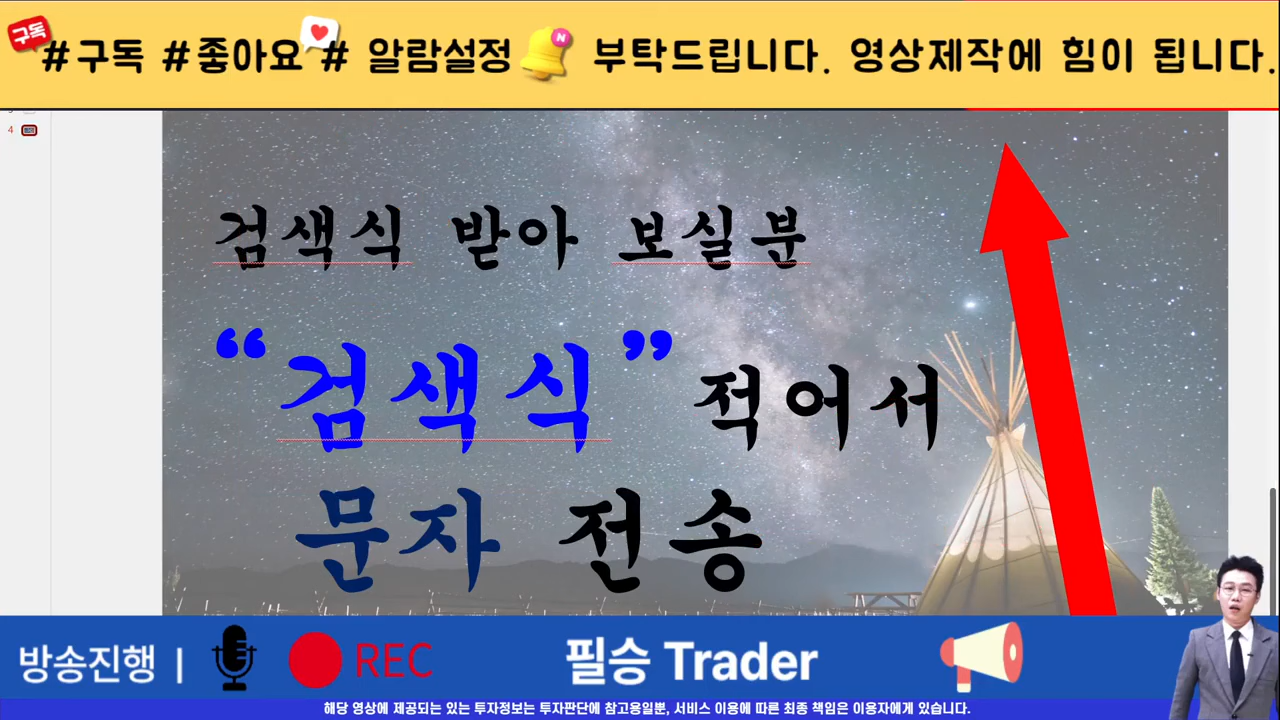 구독
#구독 #좋아요 # 알람설정 N 부탁드립니다. 영상제작에 힘이 됩니다.
4
검색식 받아 보실분
“검색식” 적어서
문자 전송
방송진행 | REC 필승 Trader
해당 영상에 제공되는 있는 투자정보는 투자판단에 참고용일뿐, 서비스 이용에 따른 최종 책임은 이용자에게 있습니다.